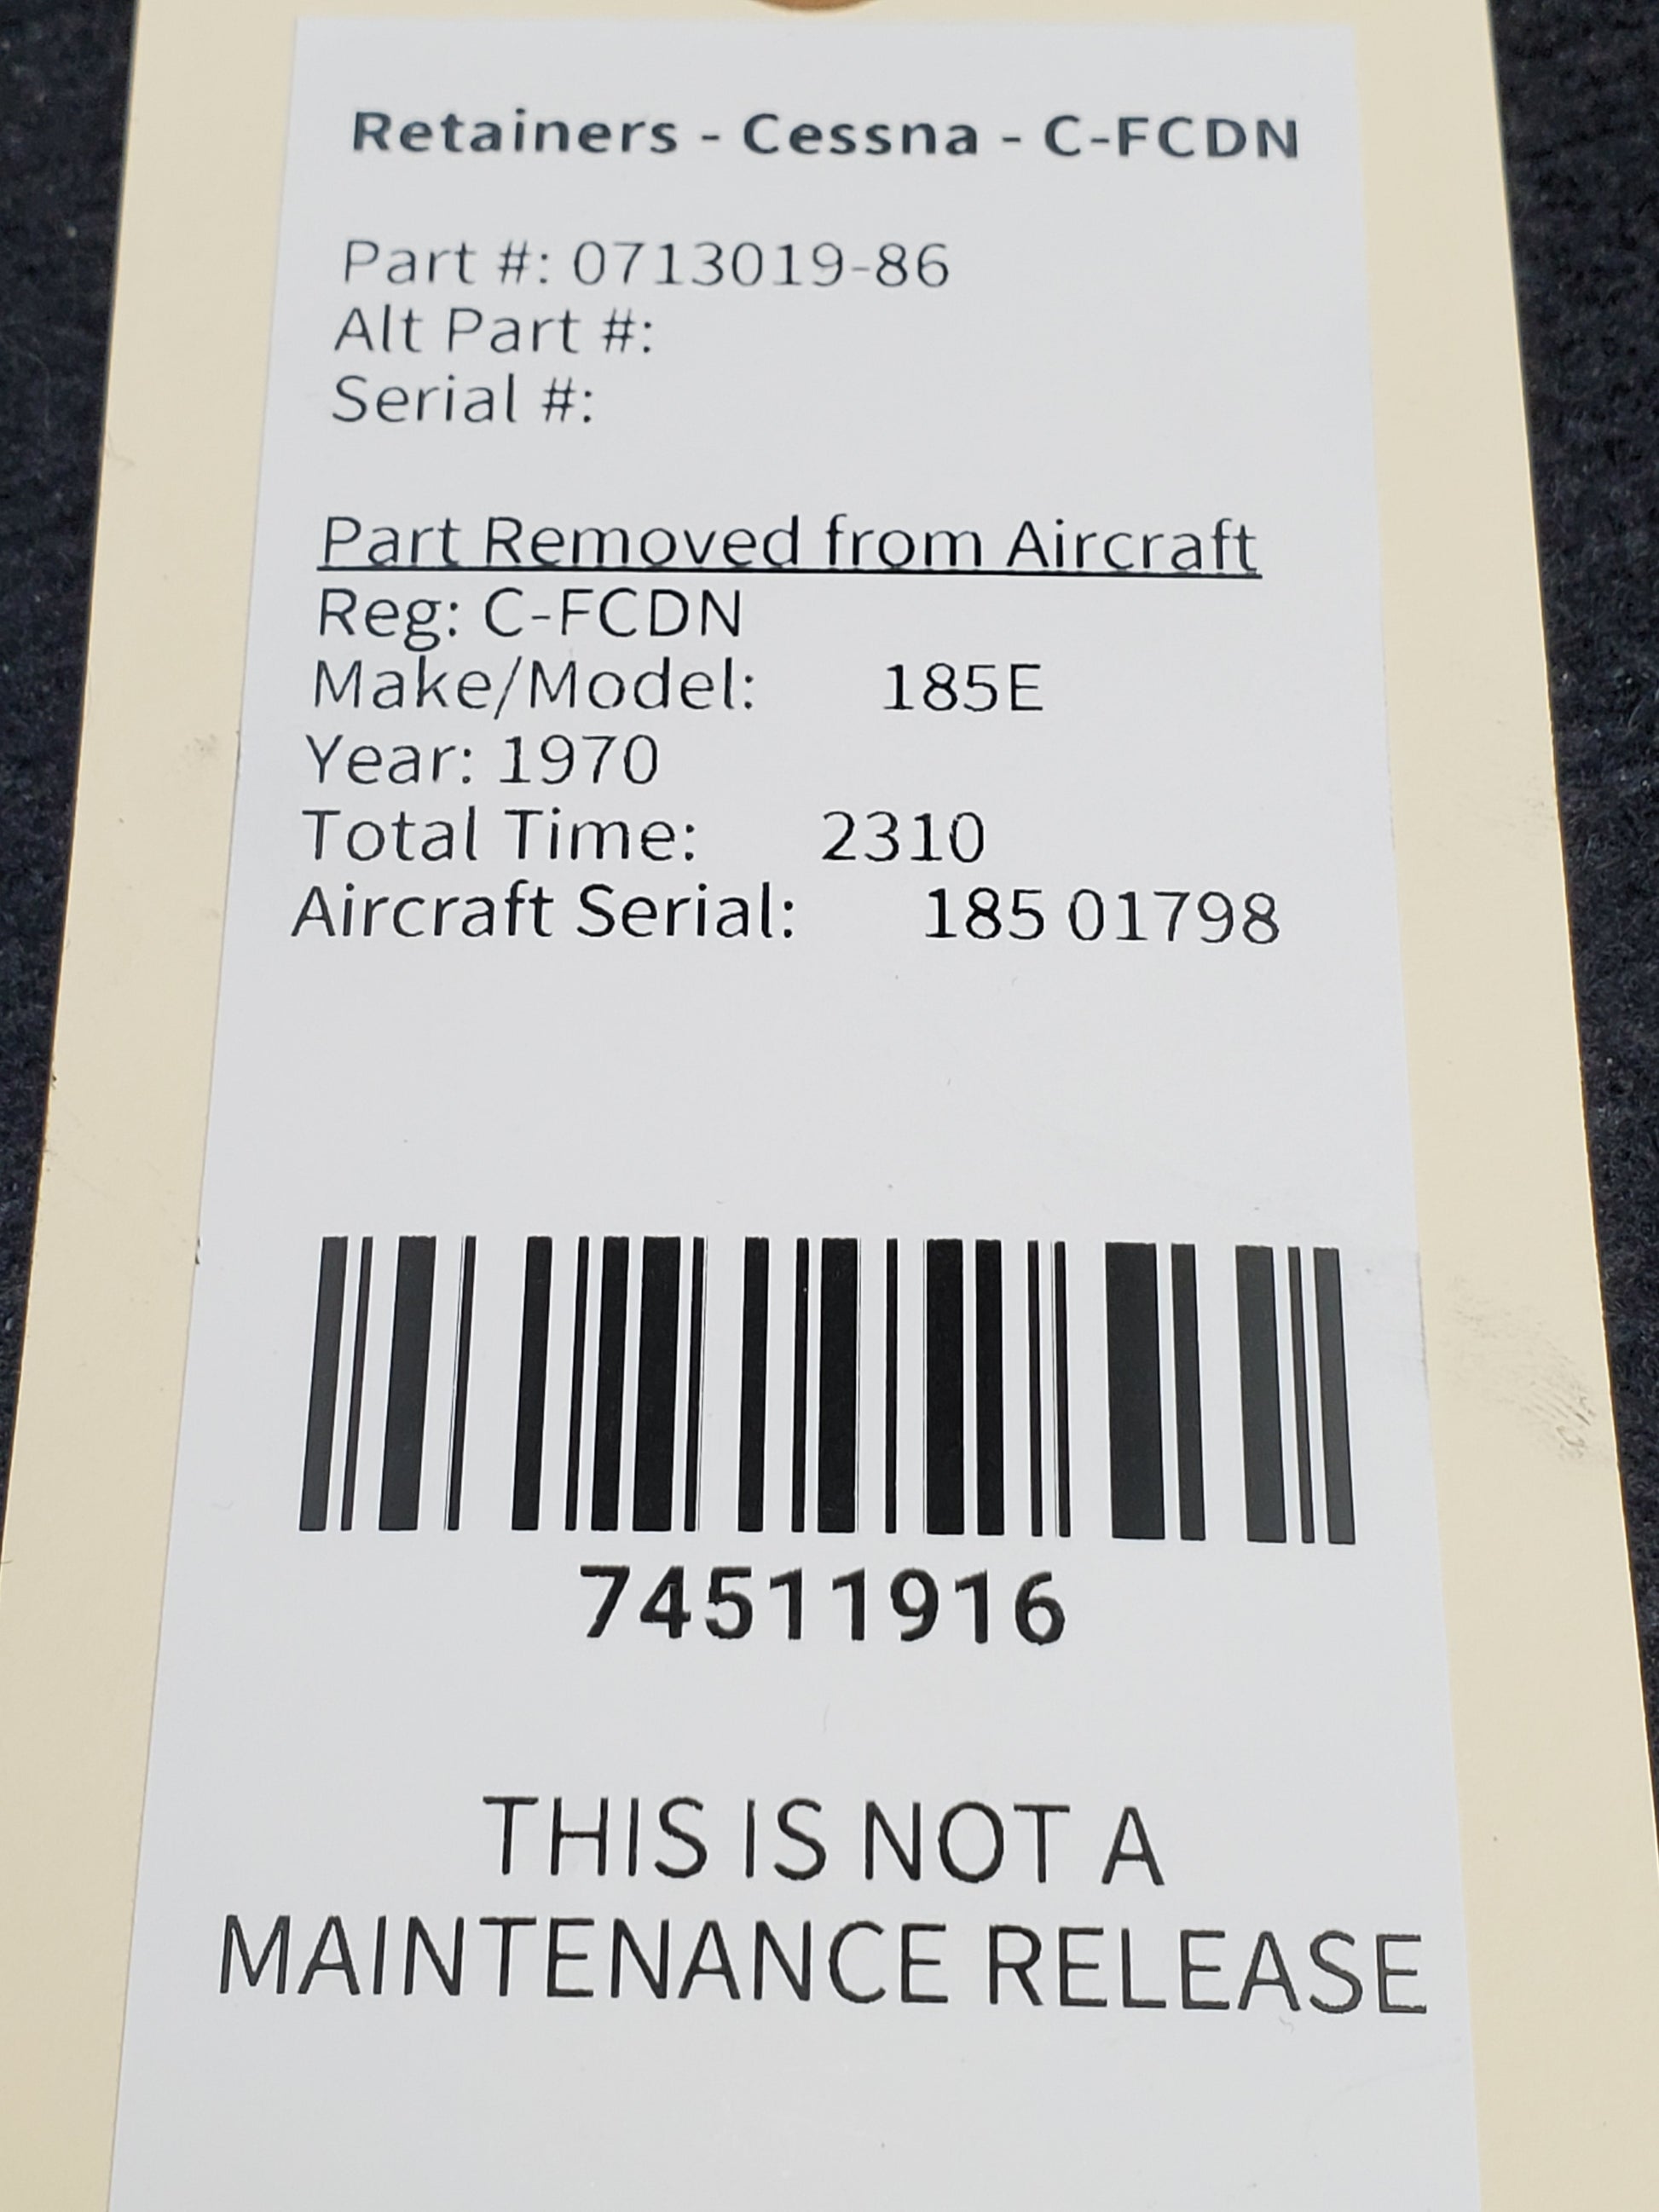 Retainers - Cessna - C-FCDN
Part #: 0713019-86
Alt Part #:
Serial #:
Part Removed from Aircraft
Reg: C-FCDN
Make/Model: 185E
Year: 1970
Total Time: 2310
Aircraft Serial: 185 01798
74511916
THIS IS NOT A
MAINTENANCE RELEASE